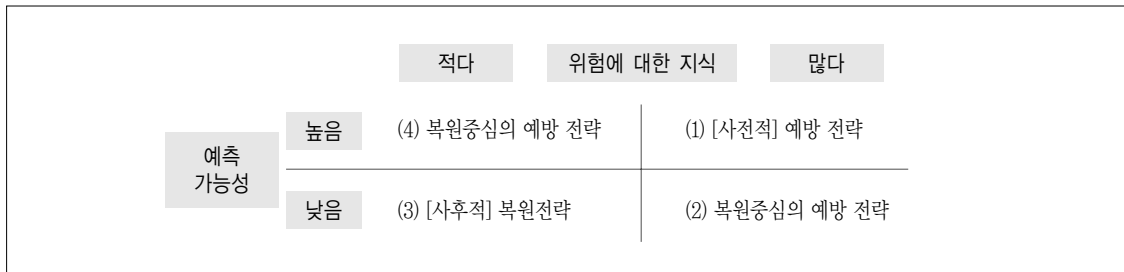 적다 위험에 대한 지식 많다
높음 (4) 복원중심의 예방 전략 (1) [사전적] 예방 전략
예측
가능성
낮음 (3) [사후적] 복원전략 (2) 복원중심의 예방 전략